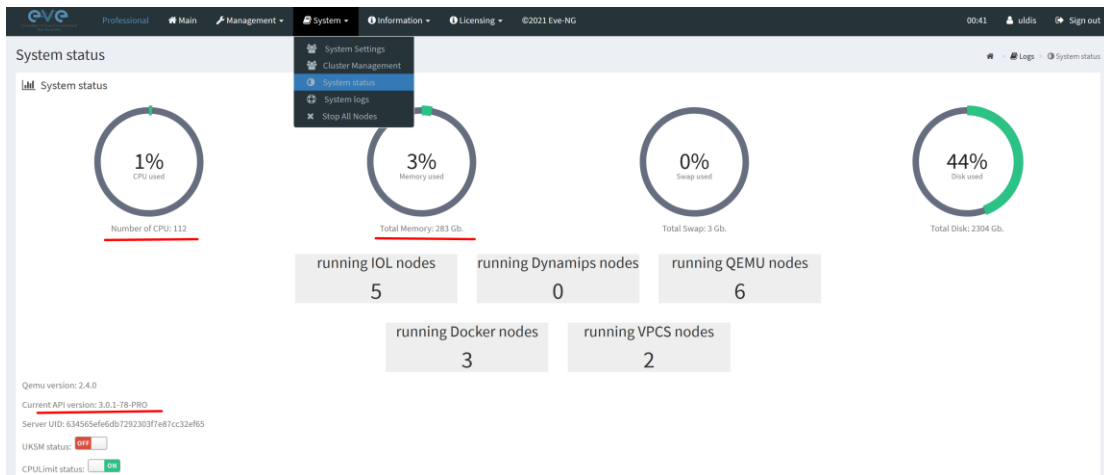 eve
Professional Main Management System Information Licensing ©2021 Eve-NG 00:41 uldis Sign out
System status
Logs System status
System Settings
Cluster Management
System status
System logs
Stop All Nodes
System status
1%
CPU used
Number of CPU: 112
3%
Memory used
Total Memory: 283 Gb.
0%
Swap used
Total Swap: 3 Gb.
44%
Disk used
Total Disk: 2304 Gb.
running IOL nodes
5
running Dynamips nodes
0
running QEMU nodes
6
running Docker nodes
3
running VPCS nodes
2
Qemu version: 2.4.0
Current API version: 3.0.1-78-PRO
Server UID: 634565efe6db7292303f7e87cc32ef65
UKSM status: OFF
CPULimit status: ON